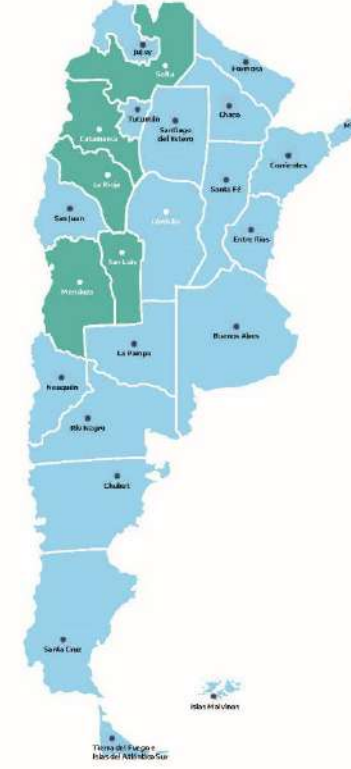 Jujuy
Salta
Formosa
Tucumán
Santiago
del Estero
Chaco
Catamarca
Corrientes
La Rioja
Santa Fé
San Juan
Córdoba
Entre Ríos
San Luis
Mendoza
Buenos Aires
La Pampa
Neuquén
Río Negro
Chubut
Santa Cruz
Islas Malvinas
Tierra del Fuego e
Islas del Atlántico Sur